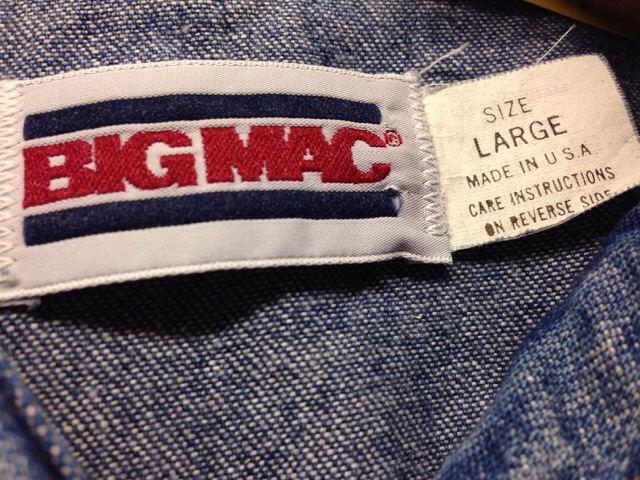 BIG MAC®
SIZE
LARGE
MADE IN U.S.A
CARE INSTRUCTIONS
ON REVERSE SIDE